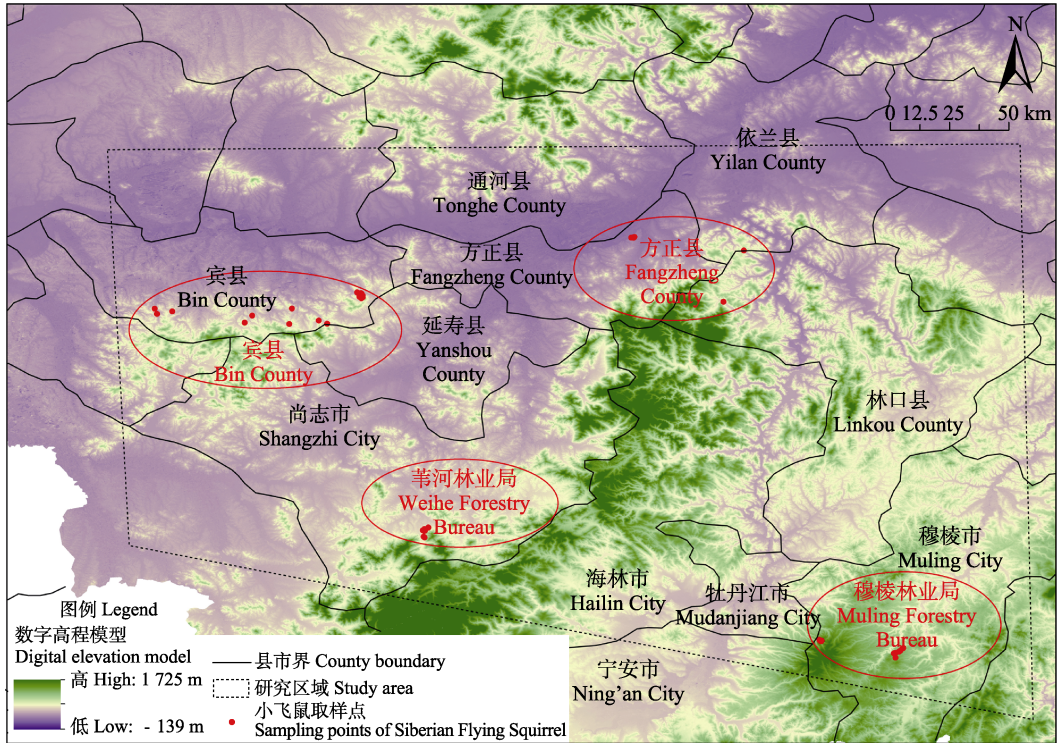 N
0 12.5 25 50 km
依兰县
Yilan County
通河县
Tonghe County
方正县
Fangzheng County
方正县
Fangzheng
County
宾县
Bin County
宾县
Bin County
延寿县
Yanshou
County
尚志市
Shangzhi City
林口县
Linkou County
苇河林业局
Weihe Forestry
Bureau
穆棱市
Muling City
海林市
Hailin City
牡丹江市
Mudanjiang City
穆棱林业局
Muling Forestry
Bureau
宁安市
Ning'an City
图例 Legend
数字高程模型
Digital elevation model
高 High: 1 725 m
低 Low: - 139 m
县市界 County boundary
研究区域 Study area
小飞鼠取样点
Sampling points of Siberian Flying Squirrel